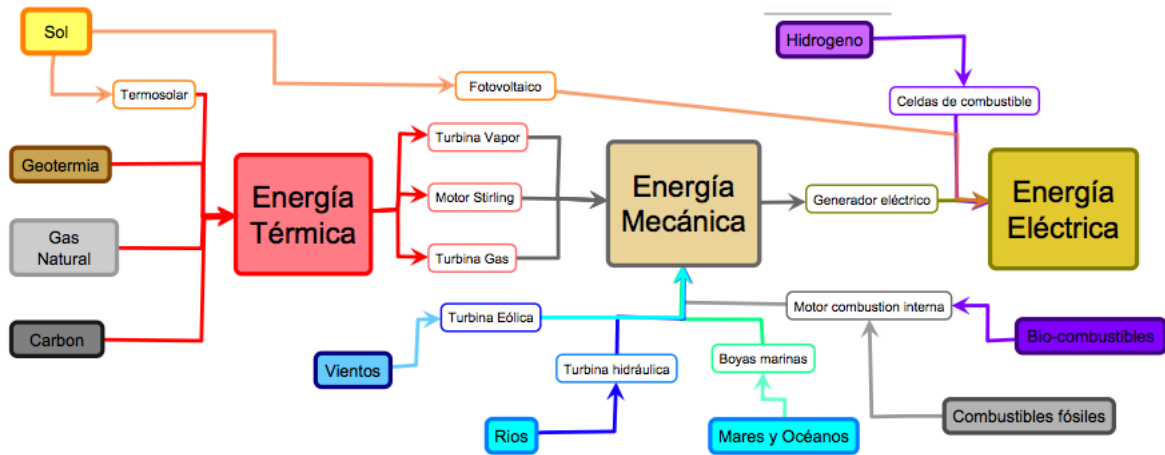 Sol
Hidrogeno
Termosolar
Fotovoltaico
Celdas de combustible
Turbina Vapor
Geotermia
Energía
Térmica
Motor Stirling
Energía
Mecánica
Generador eléctrico
Energía
Eléctrica
Gas
Natural
Turbina Gas
Carbon
Turbina Eólica
Motor combustion interna
Bio-combustibles
Vientos
Turbina hidráulica
Boyas marinas
Rios
Mares y Océanos
Combustibles fósiles